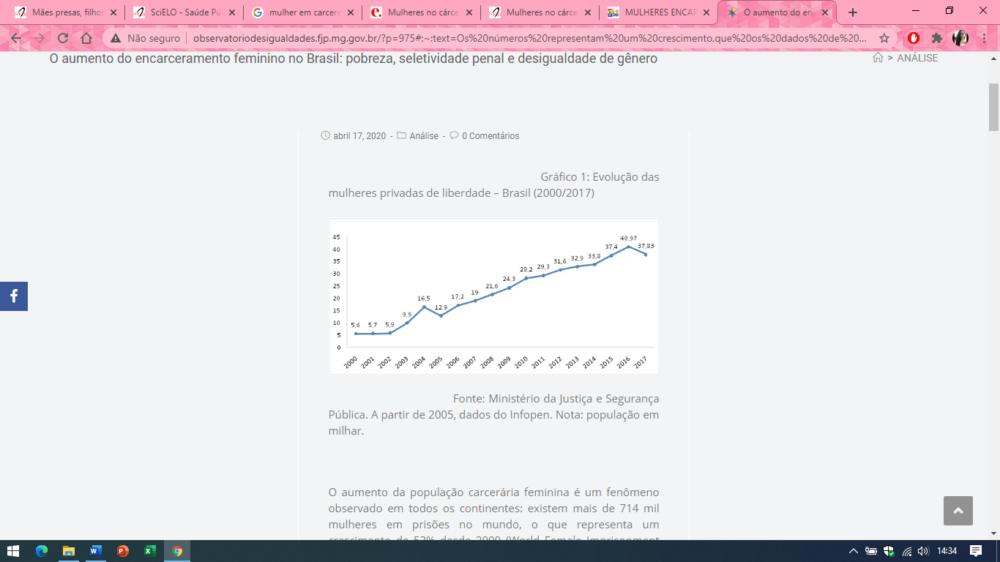 Mães presas, filho
SciELO - Saúde Pú
mulher em carcere
Mulheres no cárce
Mulheres no cárce
MULHERES ENCAR
O aumento do en
Não seguro
observatoriodesigualdades.fjp.mg.gov.br/?p=975#:~:text=Os%20números%20representam%20um%20crescimento,que%20os%20dados%20de%20...
O aumento do encarceramento feminino no Brasil: pobreza, seletividade penal e desigualdade de gênero
> ANÁLISE
abril 17, 2020 - Análise - 0 Comentários
Gráfico 1: Evolução das
mulheres privadas de liberdade – Brasil (2000/2017)
45
40
35
30
25
20
15
10
5
0
5,6 5,7 5,9 9,9 16,5 12,9 17,2 19 21,6 24,3 28,2 29,3 31,6 32,9 33,8 37,4 40,97 37,83
2000 2001 2002 2003 2004 2005 2006 2007 2008 2009 2010 2011 2012 2013 2014 2015 2016 2017
Fonte: Ministério da Justiça e Segurança
Pública. A partir de 2005, dados do Infopen. Nota: população em
milhar.
O aumento da população carcerária feminina é um fenômeno
observado em todos os continentes: existem mais de 714 mil
mulheres em prisões no mundo, o que representa um
crescimento de 53% desde 2000 (World Female Imprisonment
14:34